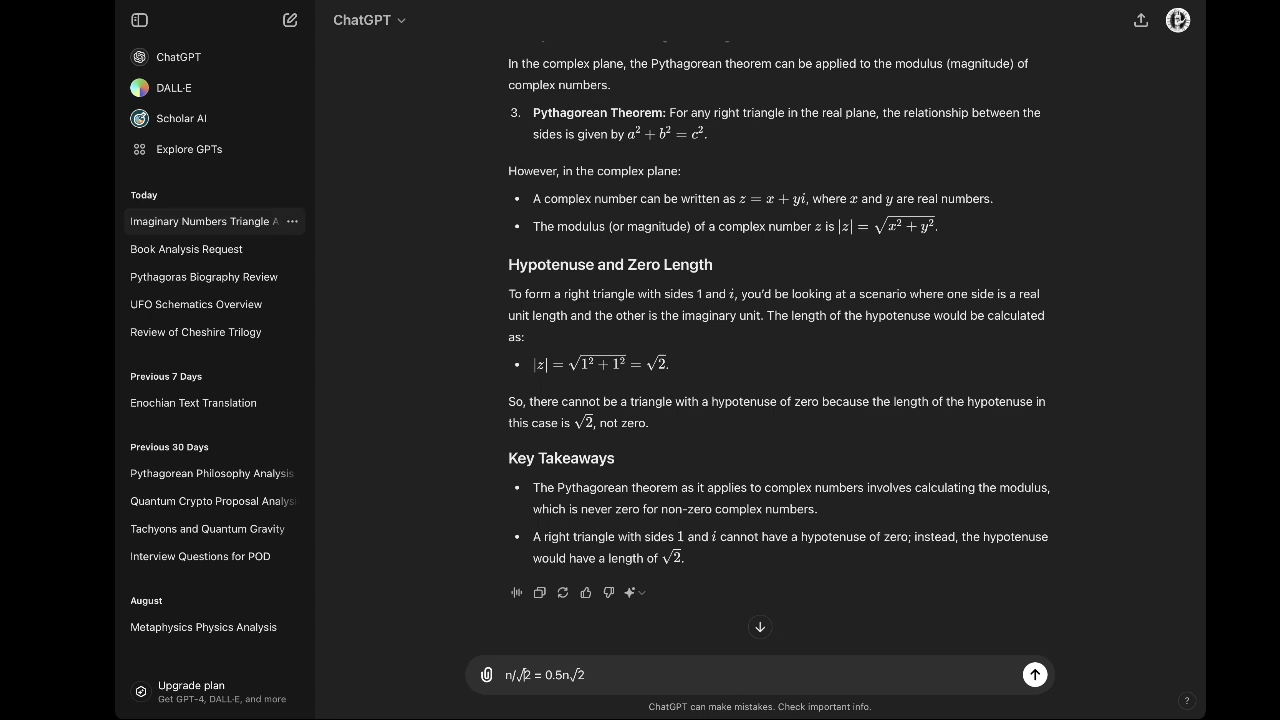 ChatGPT
ChatGPT
DALL·E
Scholar AI
Explore GPTs
Today
Imaginary Numbers Triangle A
Book Analysis Request
Pythagoras Biography Review
UFO Schematics Overview
Review of Cheshire Trilogy
Previous 7 Days
Enochian Text Translation
Previous 30 Days
Pythagorean Philosophy Analysis
Quantum Crypto Proposal Analysi
Tachyons and Quantum Gravity
Interview Questions for POD
August
Metaphysics Physics Analysis
Upgrade plan
Get GPT-4, DALL·E, and more
In the complex plane, the Pythagorean theorem can be applied to the modulus (magnitude) of
complex numbers.
3. Pythagorean Theorem: For any right triangle in the real plane, the relationship between the
sides is given by a² + b² = c².
However, in the complex plane:
• A complex number can be written as z = x + yi, where x and y are real numbers.
• The modulus (or magnitude) of a complex number z is |z| = √(x² + y²).
Hypotenuse and Zero Length
To form a right triangle with sides 1 and i, you'd be looking at a scenario where one side is a real
unit length and the other is the imaginary unit. The length of the hypotenuse would be calculated
as:
• |z| = √(1² + 1²) = √2.
So, there cannot be a triangle with a hypotenuse of zero because the length of the hypotenuse in
this case is √2, not zero.
Key Takeaways
• The Pythagorean theorem as it applies to complex numbers involves calculating the modulus,
which is never zero for non-zero complex numbers.
• A right triangle with sides 1 and i cannot have a hypotenuse of zero; instead, the hypotenuse
would have a length of √2.
n/√2 = 0.5n√2
ChatGPT can make mistakes. Check important info.
?